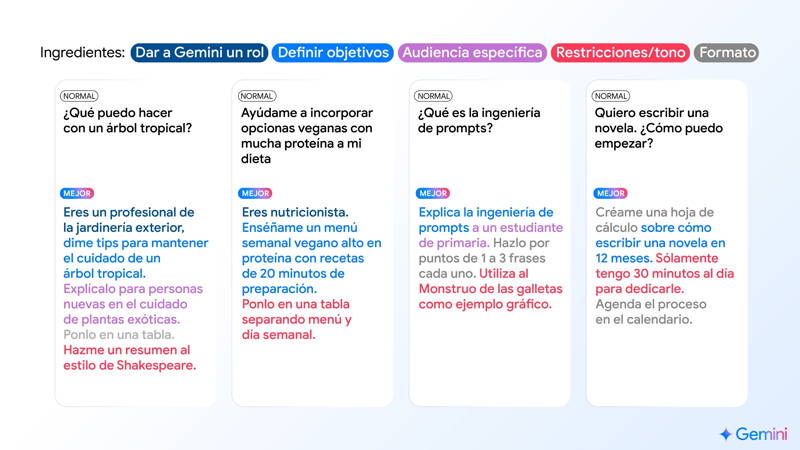 Ingredientes: Dar a Gemini un rol Definir objetivos Audiencia específica Restricciones/tono Formato
NORMAL
¿Qué puedo hacer
con un árbol tropical?
MEJOR
Eres un profesional de
la jardinería exterior,
dime tips para mantener
el cuidado de un
árbol tropical.
Explícalo para personas
nuevas en el cuidado
de plantas exóticas.
Ponlo en una tabla.
Hazme un resumen al
estilo de Shakespeare.
NORMAL
Ayúdame a incorporar
opcionas veganas con
mucha proteína a mi
dieta
MEJOR
Eres nutricionista.
Enséñame un menú
semanal vegano alto en
proteína con recetas
de 20 minutos de
preparación.
Ponlo en una tabla
separando menú y
día semanal.
NORMAL
¿Qué es la ingeniería
de prompts?
MEJOR
Explica la ingeniería de
prompts a un estudiante
de primaria. Hazlo por
puntos de 1 a 3 frases
cada uno. Utiliza al
Monstruo de las galletas
como ejemplo gráfico.
NORMAL
Quiero escribir una
novela. ¿Cómo puedo
empezar?
MEJOR
Créame una hoja de
cálculo sobre cómo
escribir una novela en
12 meses. Sólamente
tengo 30 minutos al día
para dedicarle.
Agenda el proceso
en el calendario.
Gemini